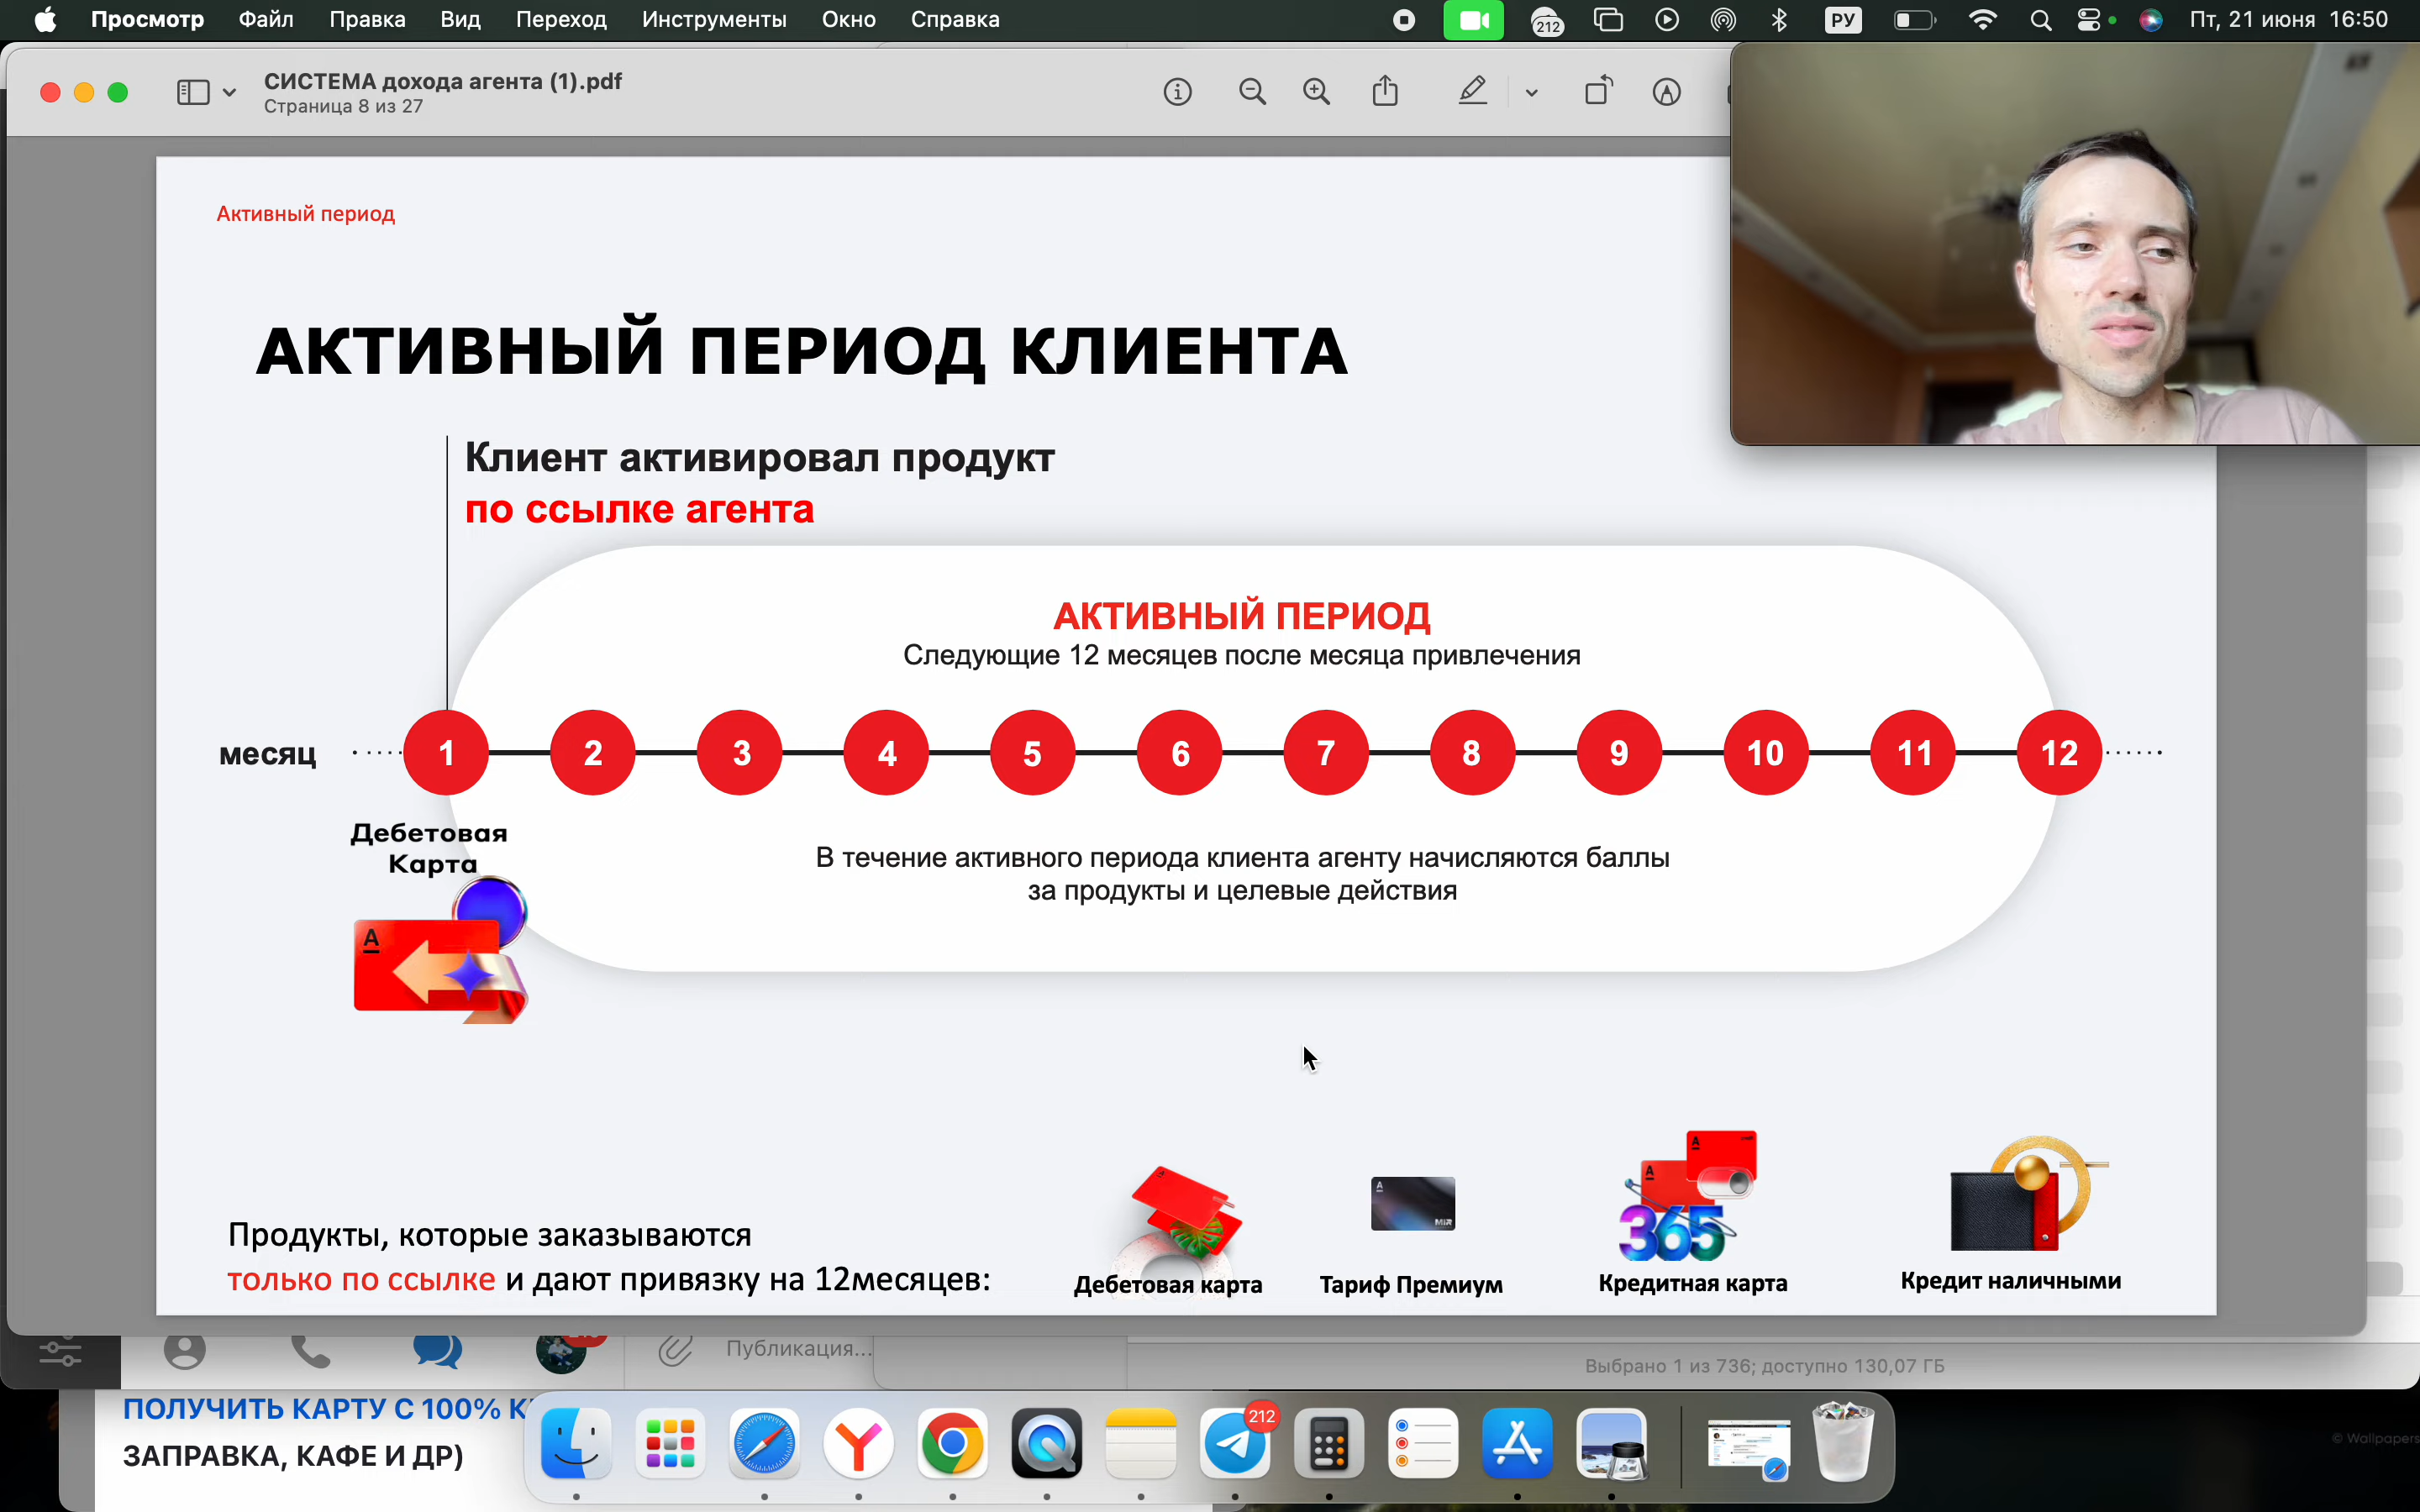 Просмотр Файл Правка Вид Переход Инструменты Окно Справка
212
РУ
Пт, 21 июня 16:50
СИСТЕМА дохода агента (1).pdf
Страница 8 из 27
Активный период
АКТИВНЫЙ ПЕРИОД КЛИЕНТА
Клиент активировал продукт
по ссылке агента
АКТИВНЫЙ ПЕРИОД
Следующие 12 месяцев после месяца привлечения
месяц 1 2 3 4 5 6 7 8 9 10 11 12
Дебетовая
Карта
В течение активного периода клиента агенту начисляются баллы
за продукты и целевые действия
А
А
MIR
А
А
365
Продукты, которые заказываются
только по ссылке и дают привязку на 12месяцев:
Дебетовая карта
Тариф Премиум
Кредитная карта
Кредит наличными
Публикация...
Выбрано 1 из 736; доступно 130,07 ГБ
ПОЛУЧИТЬ КАРТУ С 100%
ЗАПРАВКА, КАФЕ И ДР)
212
© Wallpapers